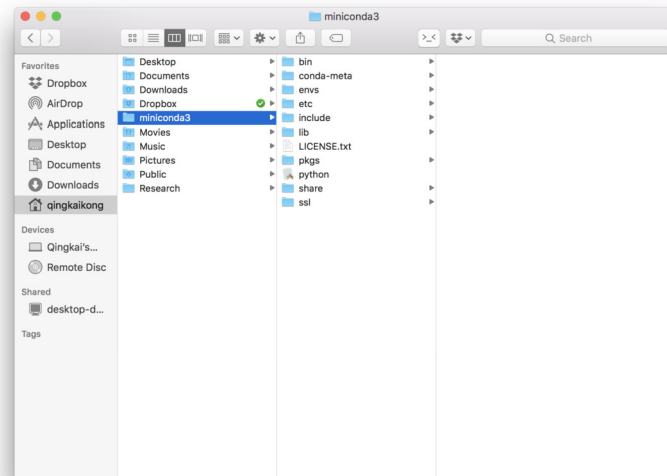 miniconda3
Search
Favorites
Dropbox
AirDrop
Applications
Desktop
Documents
Downloads
qingkaikong
Devices
Qingkai's...
Remote Disc
Shared
desktop-d...
Tags
Desktop
Documents
Downloads
Dropbox
miniconda3
Movies
Music
Pictures
Public
Research
bin
conda-meta
envs
etc
include
lib
LICENSE.txt
pkgs
python
share
ssl